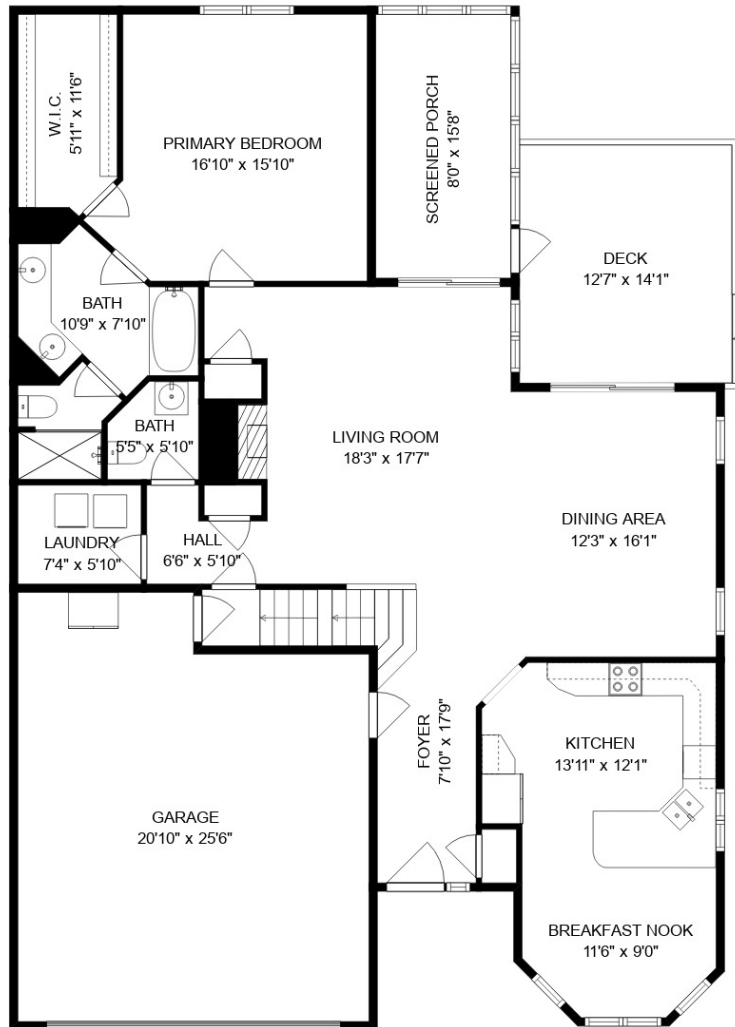 W.I.C.
5'11" x 11'6"
PRIMARY BEDROOM
16'10" x 15'10"
SCREENED PORCH
8'0" x 15'8"
DECK
12'7" x 14'1"
BATH
10'9" x 7'10"
BATH
5'5" x 5'10"
LIVING ROOM
18'3" x 17'7"
DINING AREA
12'3" x 16'1"
LAUNDRY
7'4" x 5'10"
HALL
6'6" x 5'10"
FOYER
7'10" x 17'9"
KITCHEN
13'11" x 12'1"
GARAGE
20'10" x 25'6"
BREAKFAST NOOK
11'6" x 9'0"